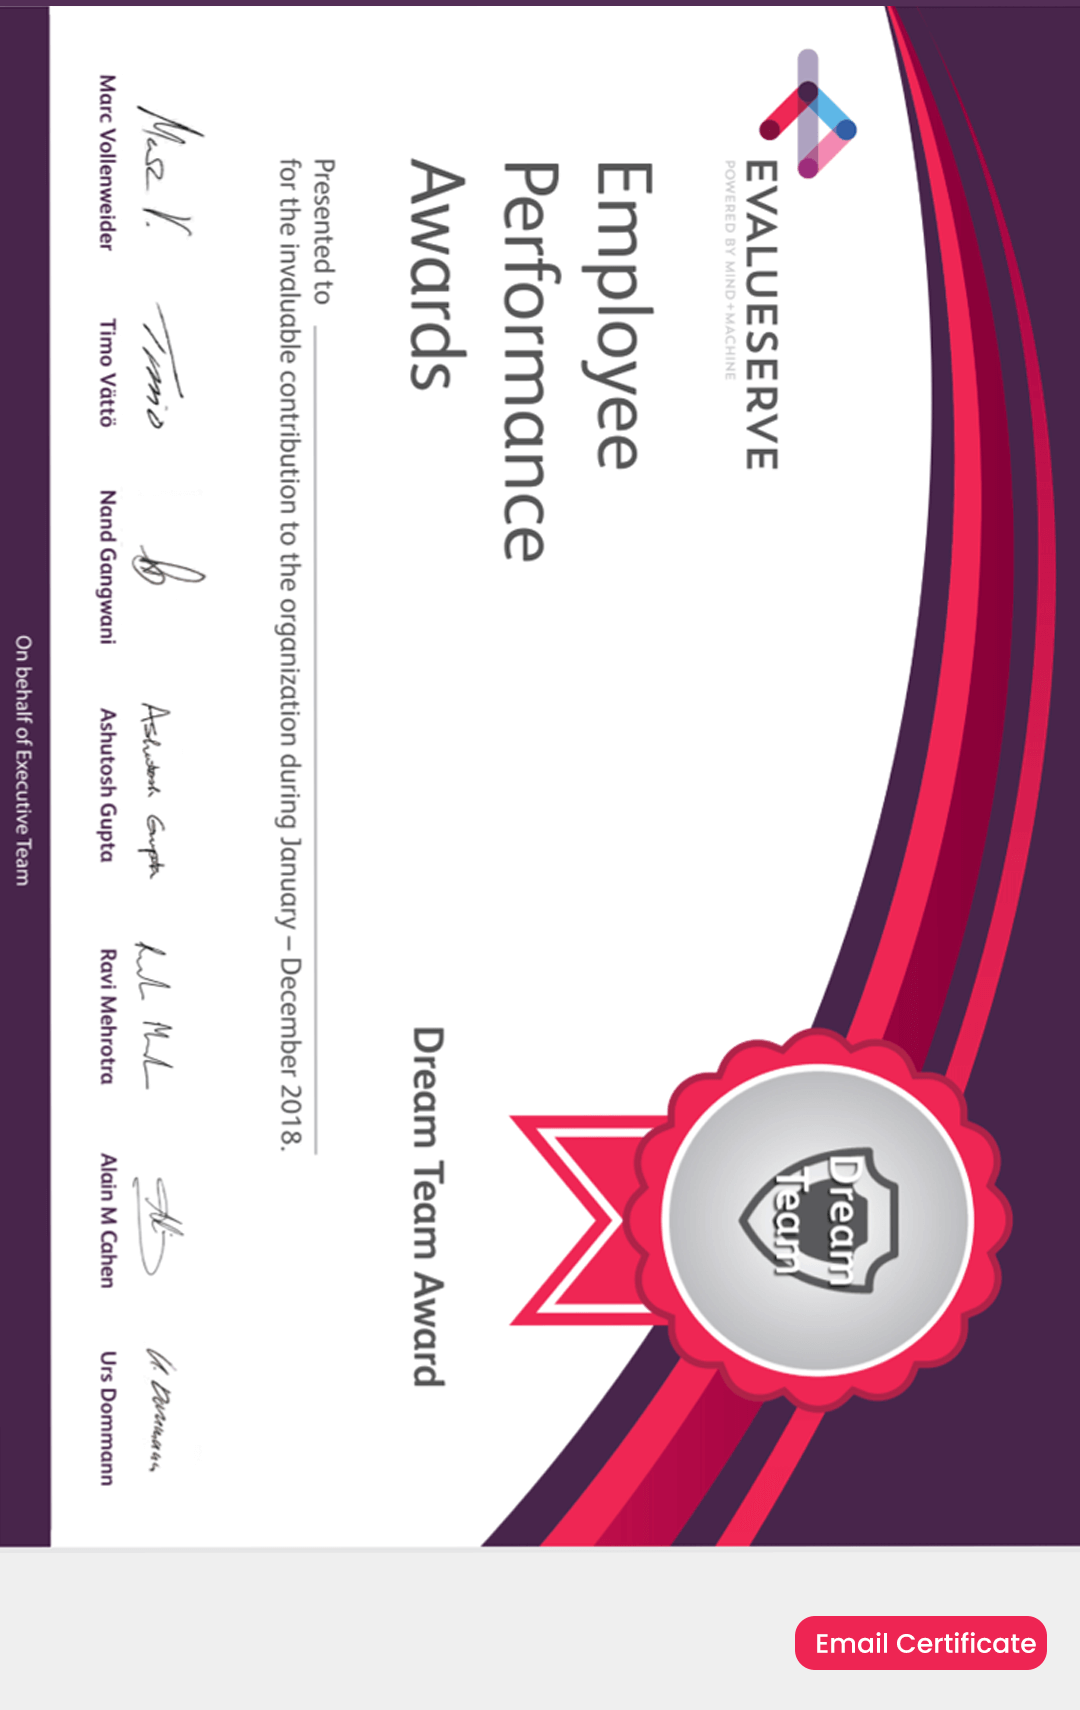 EVALUESERVE
POWERED BY MIND+MACHINE
Employee
Performance
Awards
Dream
Team
Dream Team Award
Presented to
for the invaluable contribution to the organization during January – December 2018.
Marc V.
Timo
Ashutosh Gupta
U. Dommann
Marc Vollenweider
Timo Vättö
Nand Gangwani
Ashutosh Gupta
Ravi Mehrotra
Alain M Cahen
Urs Dommann
On behalf of Executive Team
Email Certificate